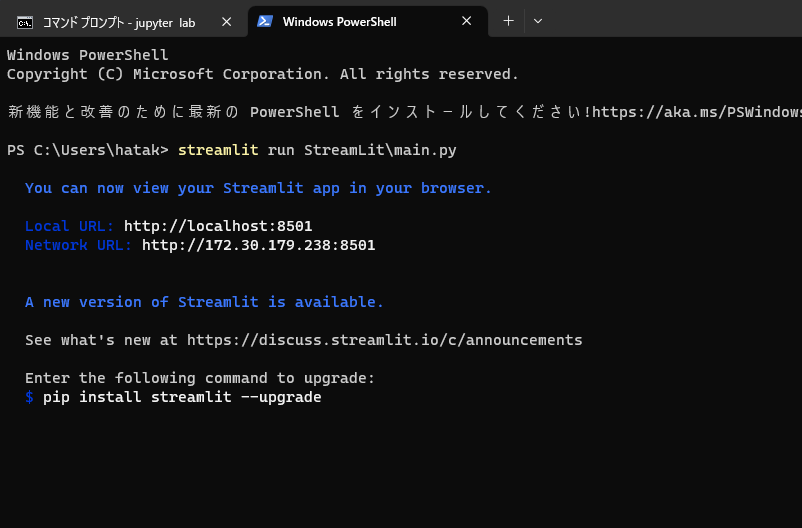 コマンド プロンプト - jupyter lab
Windows PowerShell
Windows PowerShell
Copyright (C) Microsoft Corporation. All rights reserved.
新機能と改善のために最新の PowerShell をインストールしてください!https://aka.ms/PSWindows
PS C:\Users\hatak> streamlit run StreamLit\main.py
You can now view your Streamlit app in your browser.
Local URL: http://localhost:8501
Network URL: http://172.30.179.238:8501
A new version of Streamlit is available.
See what's new at https://discuss.streamlit.io/c/announcements
Enter the following command to upgrade:
$ pip install streamlit --upgrade